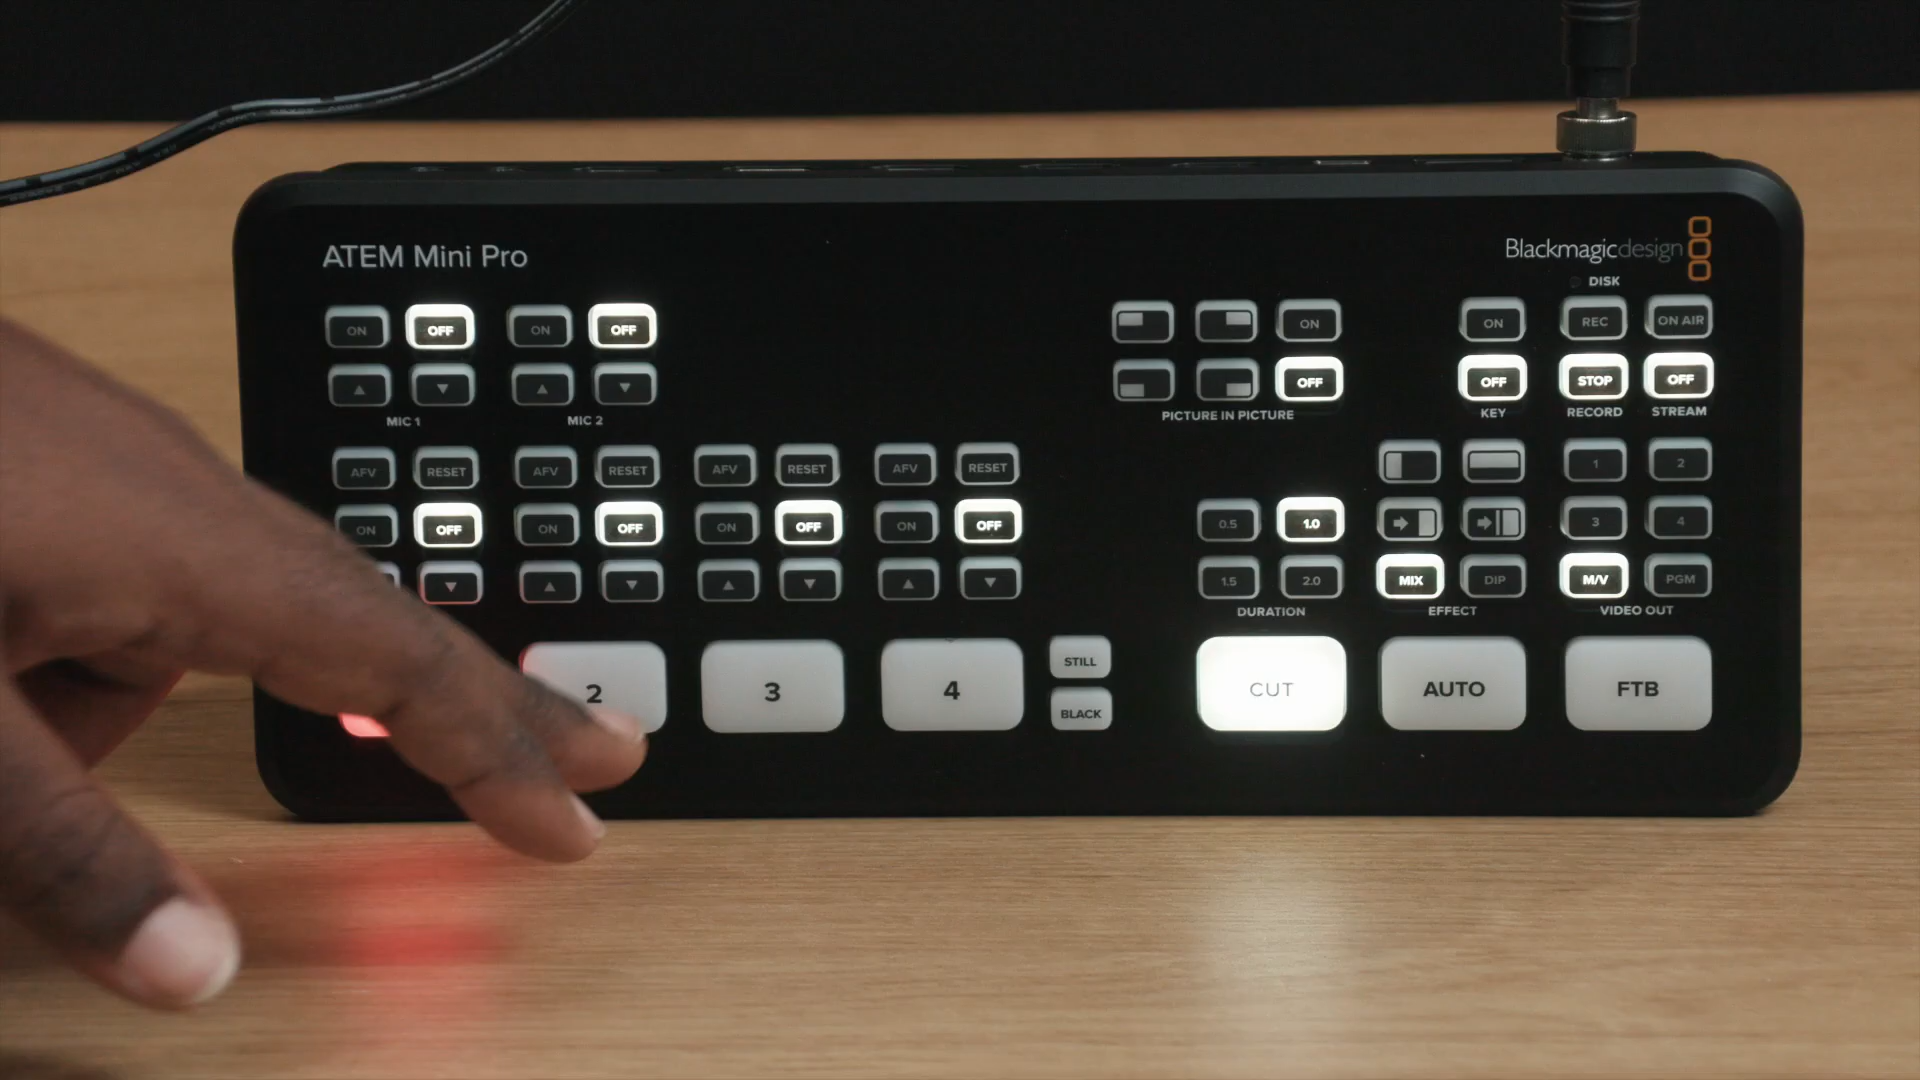 ATEM Mini Pro
Blackmagicdesign
DISK
ON OFF ON OFF ON ON REC ON AIR
OFF OFF STOP OFF
MIC 1 MIC 2 PICTURE IN PICTURE KEY RECORD STREAM
AFV RESET AFV RESET AFV RESET AFV RESET 1 2
ON OFF ON OFF ON OFF ON OFF 0.5 1.0 3 4
1.5 2.0 MIX DIP M/V PGM
DURATION EFFECT VIDEO OUT
2 3 4 STILL CUT AUTO FTB
BLACK